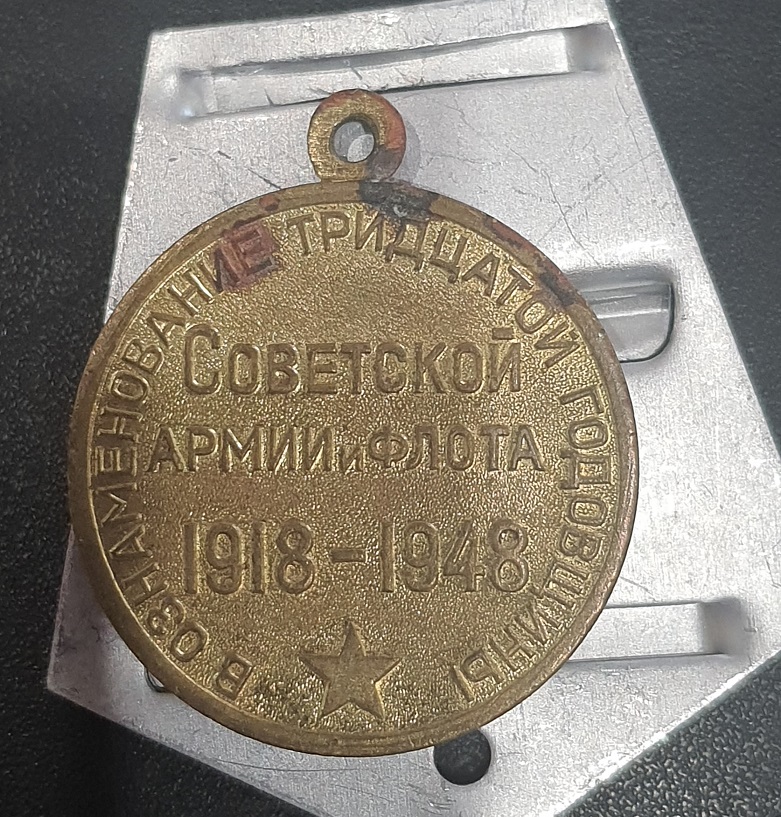 В ОЗНАМЕНОВАНИЕ ТРИДЦАТОЙ ГОДОВЩИНЫ
СОВЕТСКОЙ
АРМИИ и ФЛОТА
1918-1948